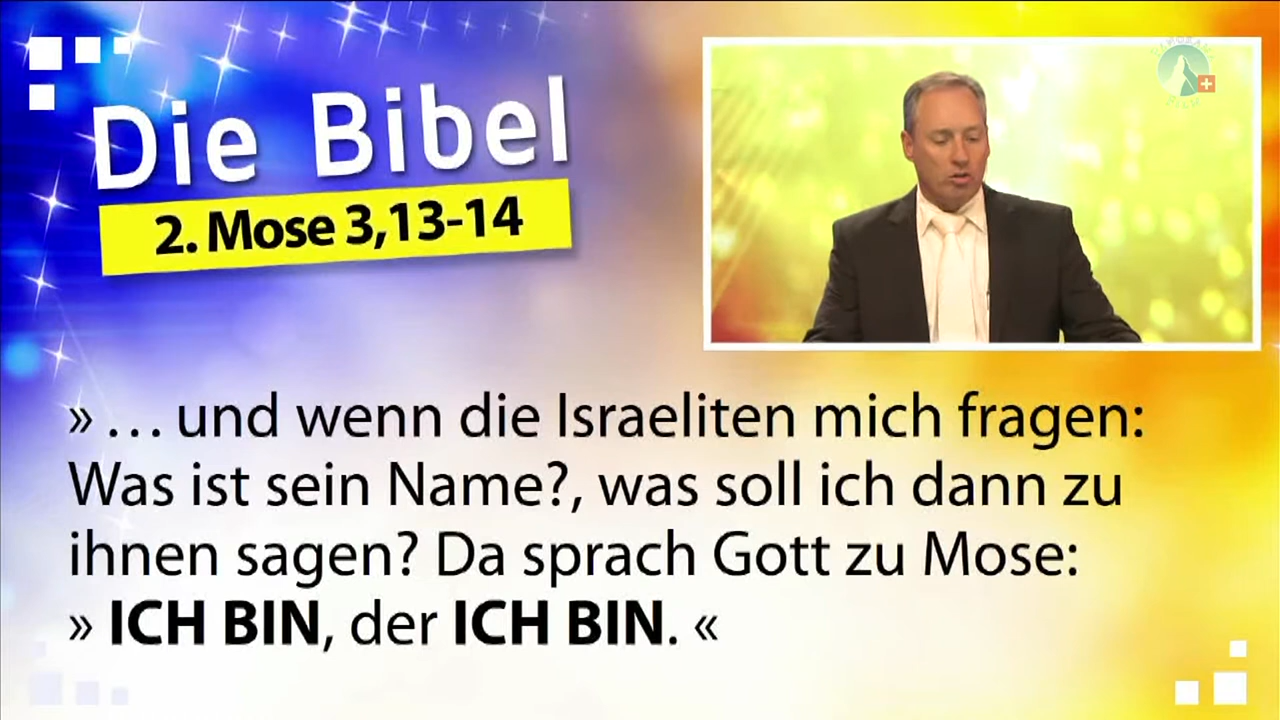 Die Bibel
2. Mose 3,13-14
» … und wenn die Israeliten mich fragen:
Was ist sein Name?, was soll ich dann zu
ihnen sagen? Da sprach Gott zu Mose:
» ICH BIN, der ICH BIN. «